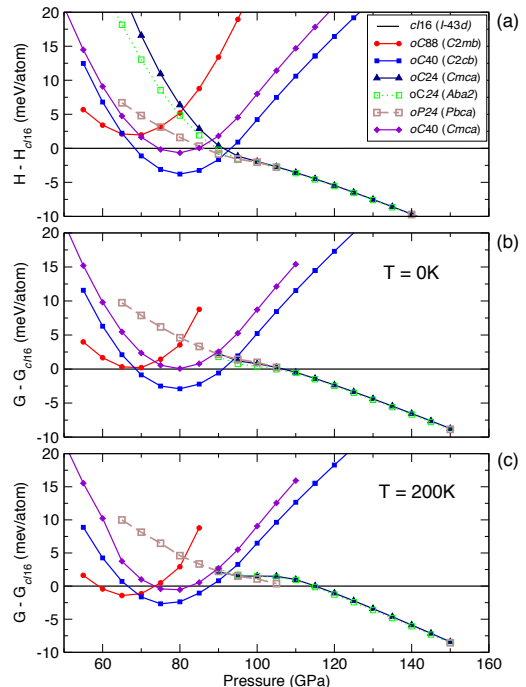 (a)
cI16 (I-43d)
oC88 (C2mb)
oC40 (C2cb)
oC24 (Cmca)
oC24 (Aba2)
oP24 (Pbca)
oC40 (Cmca)
H - H_cI16 (meV/atom)
20
15
10
5
0
-5
-10
(b)
T = 0K
G - G_cI16 (meV/atom)
20
15
10
5
0
-5
-10
(c)
T = 200K
G - G_cI16 (meV/atom)
20
15
10
5
0
-5
-10
60 80 100 120 140 160
Pressure (GPa)